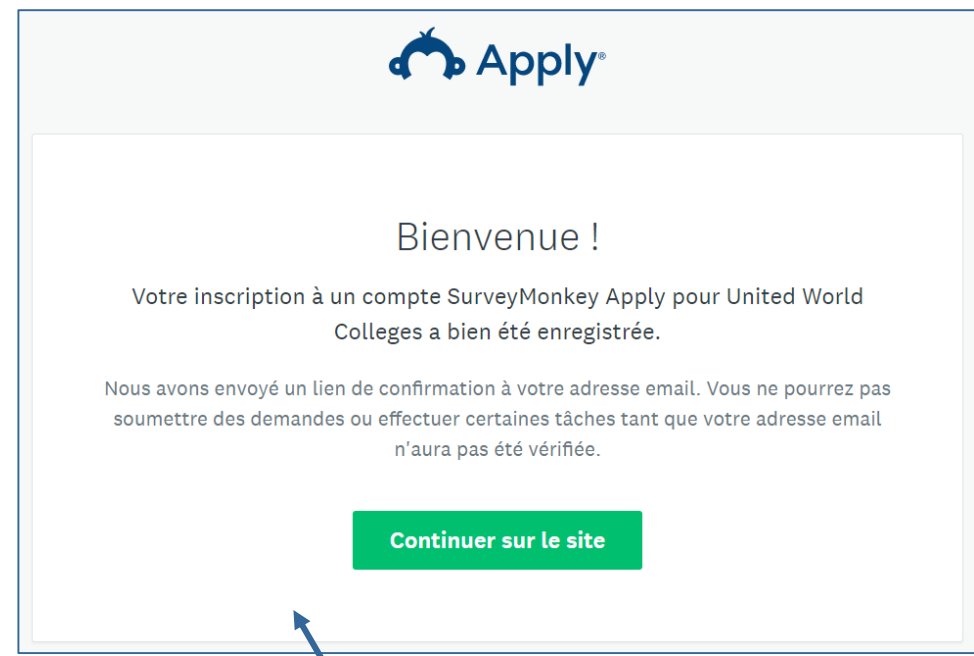 Apply®
Bienvenue !
Votre inscription à un compte SurveyMonkey Apply pour United World
Colleges a bien été enregistrée.
Nous avons envoyé un lien de confirmation à votre adresse email. Vous ne pourrez pas
soumettre des demandes ou effectuer certaines tâches tant que votre adresse email
n'aura pas été vérifiée.
Continuer sur le site